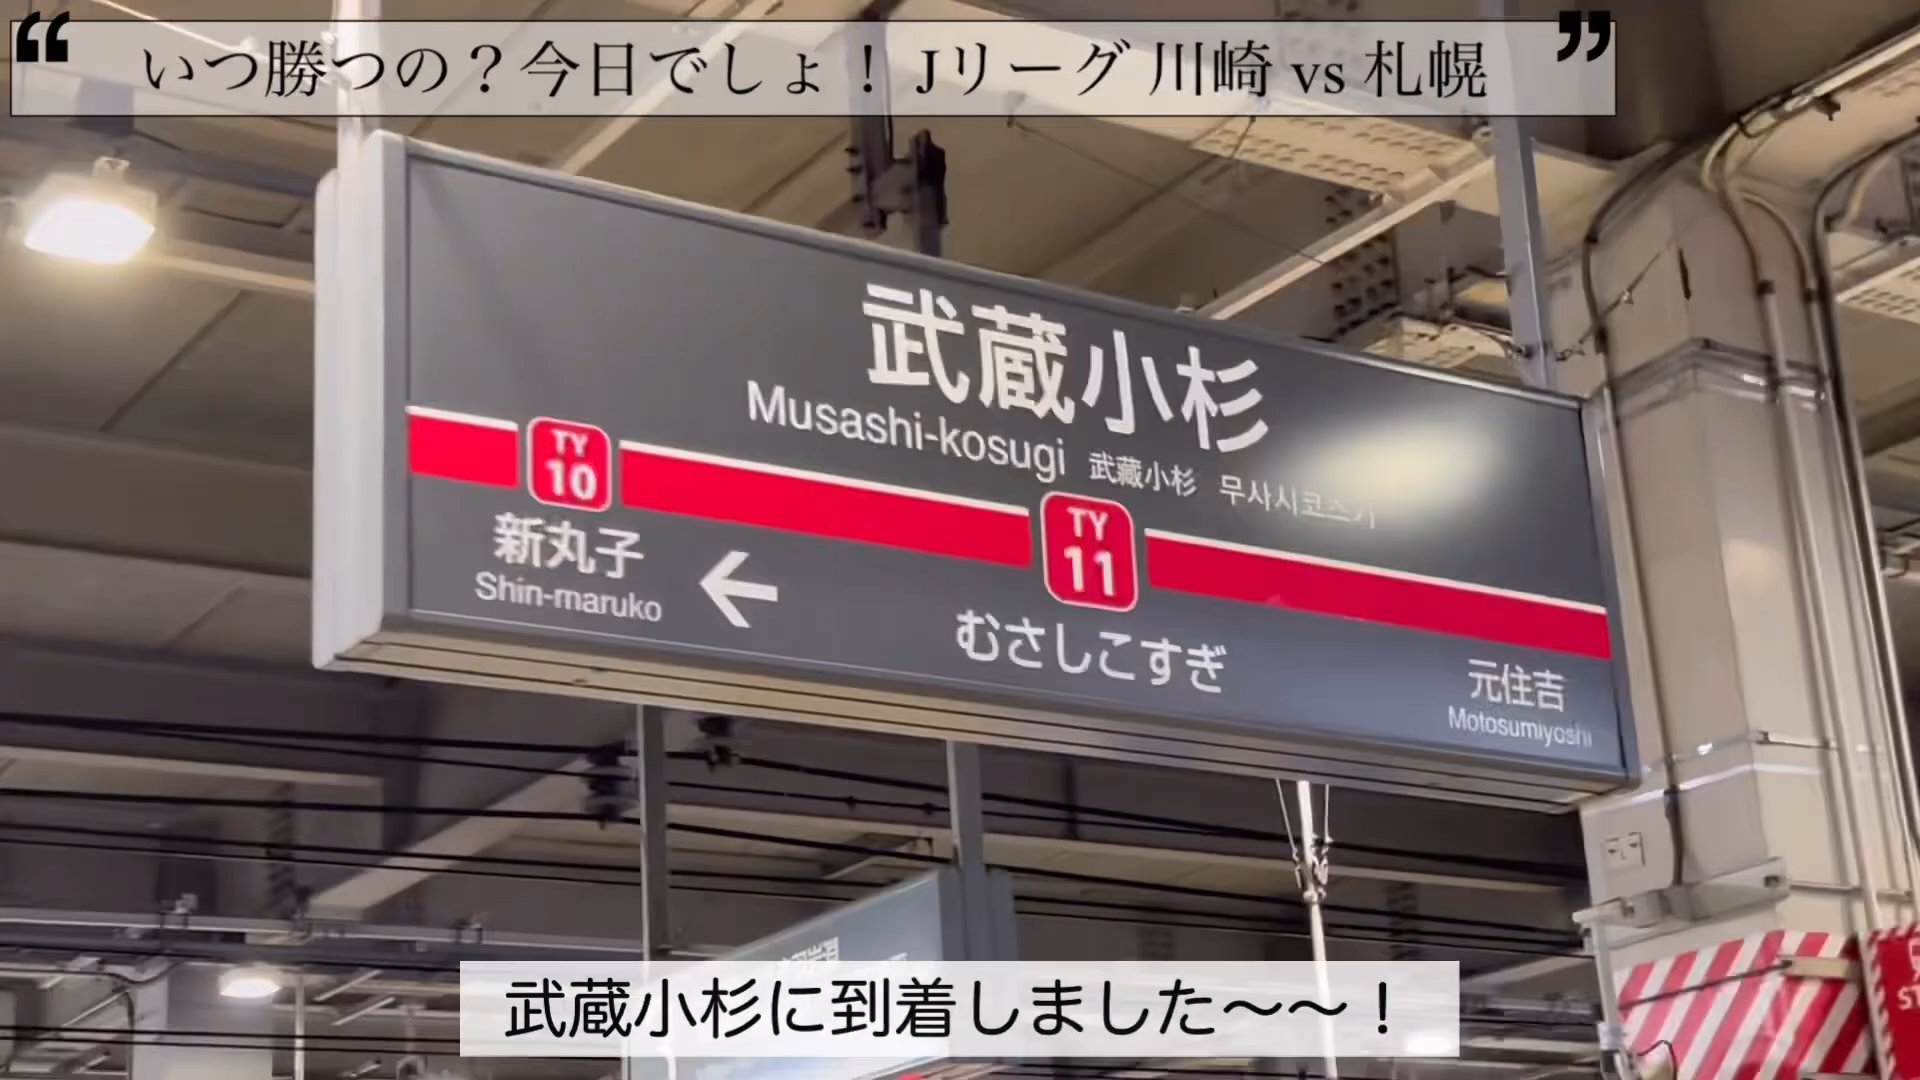 “ いつ勝つの？今日でしょ！ Jリーグ 川崎 vs 札幌 ”
武蔵小杉
Musashi-kosugi 武藏小杉 무사시코스기
TY 10
TY 11
新丸子
Shin-maruko
←
むさしこすぎ
元住吉
Motosumiyoshi
武蔵小杉に到着しました〜〜！